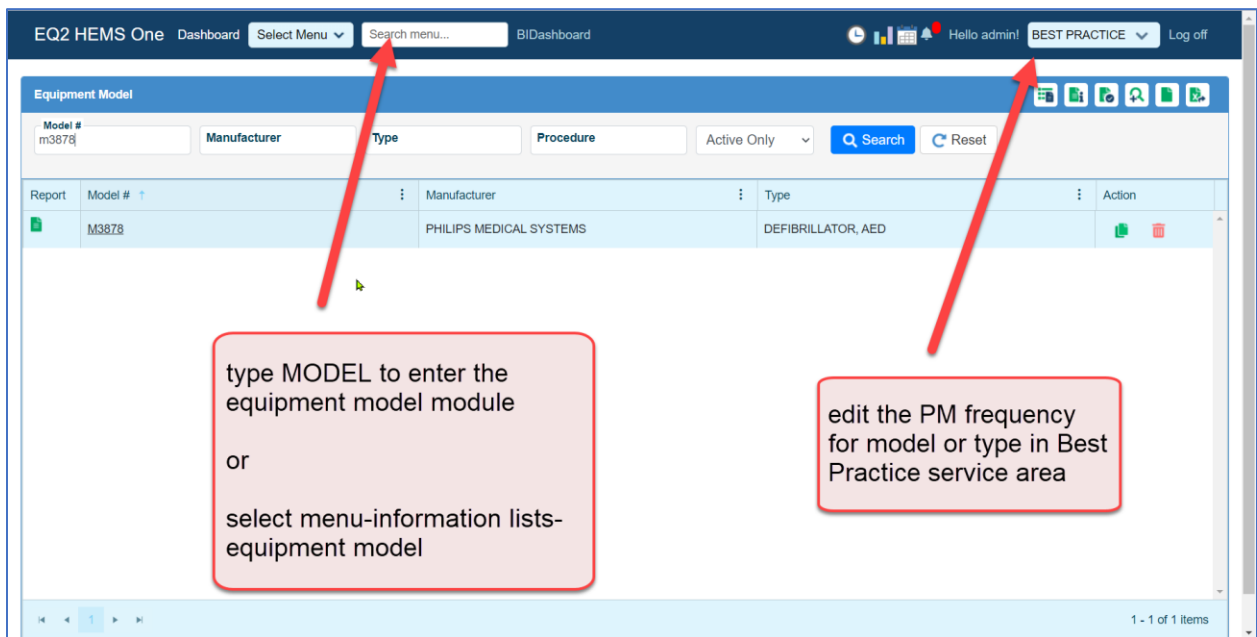 EQ2 HEMS One Dashboard Select Menu Search menu... BIDashboard Hello admin! BEST PRACTICE Log off
Equipment Model
Model #
m3878 Manufacturer Type Procedure Active Only Search Reset
Report Model # Manufacturer Type Action
M3878 PHILIPS MEDICAL SYSTEMS DEFIBRILLATOR, AED
type MODEL to enter the
equipment model module
or
select menu-information lists-
equipment model
edit the PM frequency
for model or type in Best
Practice service area
1 1 - 1 of 1 items